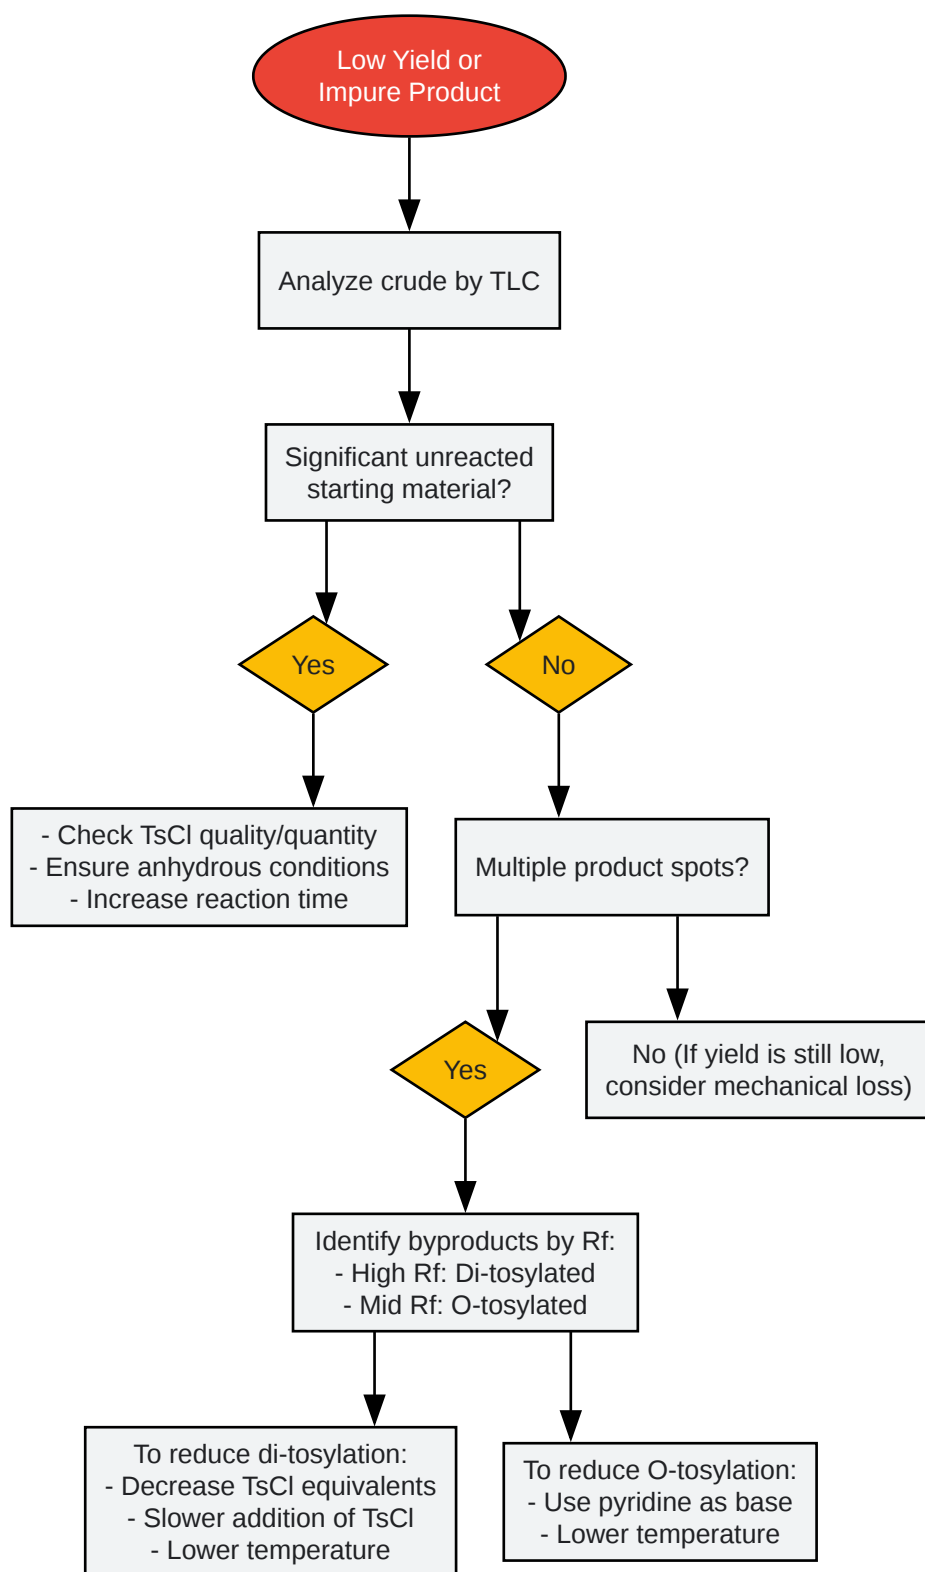 Low Yield or
Impure Product
Analyze crude by TLC
Significant unreacted
starting material?
Yes
No
- Check TsCl quality/quantity
- Ensure anhydrous conditions
- Increase reaction time
Multiple product spots?
Yes
No (If yield is still low,
consider mechanical loss)
Identify byproducts by Rf:
- High Rf: Di-tosylated
- Mid Rf: O-tosylated
To reduce di-tosylation:
- Decrease TsCl equivalents
- Slower addition of TsCl
- Lower temperature
To reduce O-tosylation:
- Use pyridine as base
- Lower temperature